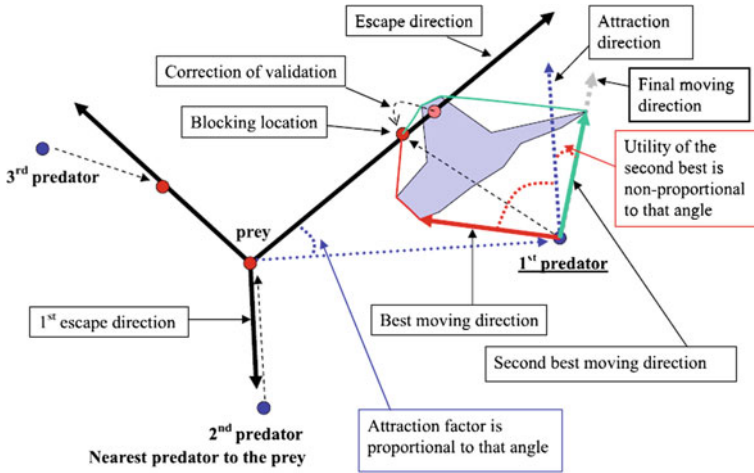 Escape direction
Attraction
direction
Correction of validation
Final moving
direction
Blocking location
Utility of the
second best is
non-proportional
to that angle
3rd predator
prey
1st predator
1st escape direction
Best moving direction
Second best moving direction
2nd predator
Nearest predator to the prey
Attraction factor is
proportional to that angle